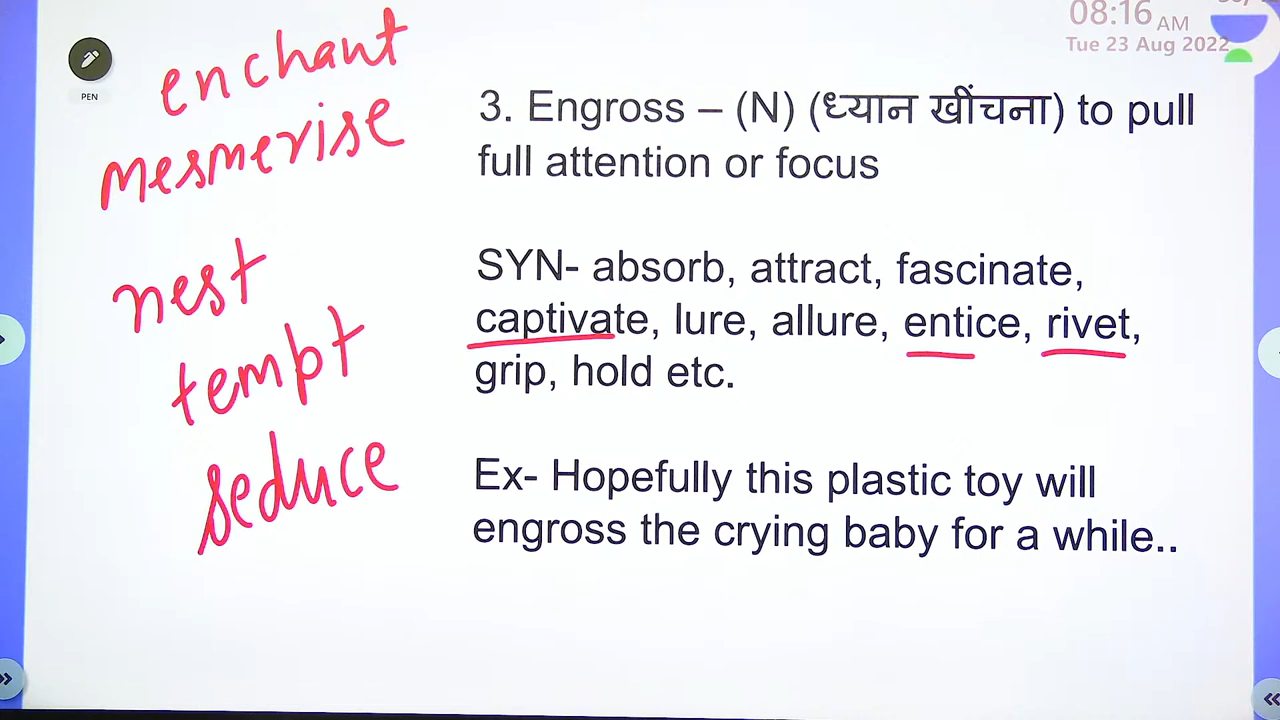 08:16 AM
Tue 23 Aug 2022
PEN
enchant
mesmerise
nest
tempt
seduce
3. Engross – (N) (ध्यान खींचना) to pull
full attention or focus
SYN- absorb, attract, fascinate,
captivate, lure, allure, entice, rivet,
grip, hold etc.
Ex- Hopefully this plastic toy will
engross the crying baby for a while..